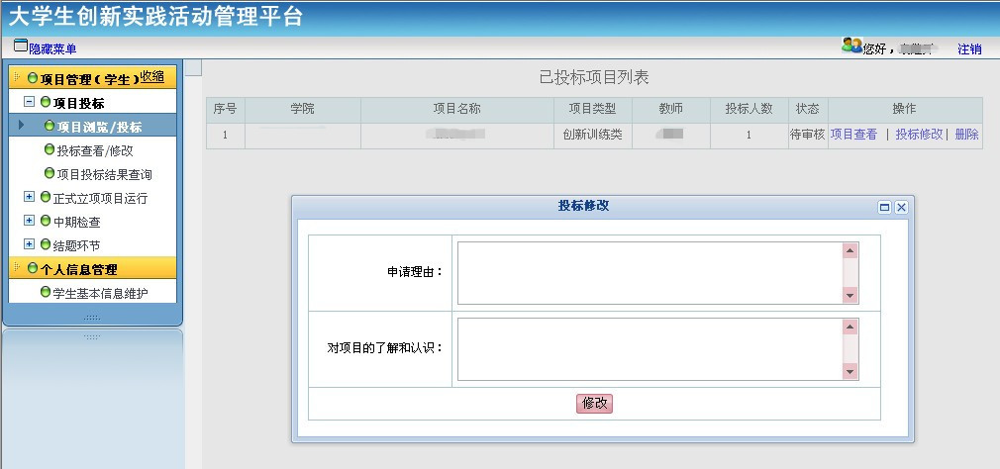 大学生创新实践活动管理平台
隐藏菜单
您好，
注销
项目管理（学生）收缩
项目投标
项目浏览/投标
投标查看/修改
项目投标结果查询
正式立项项目运行
中期检查
结题环节
个人信息管理
学生基本信息维护
已投标项目列表
序号 学院 项目名称 项目类型 教师 投标人数 状态 操作
1 创新训练类 1 待审核 项目查看 | 投标修改 | 删除
投标修改
申请理由：
对项目的了解和认识：
修改